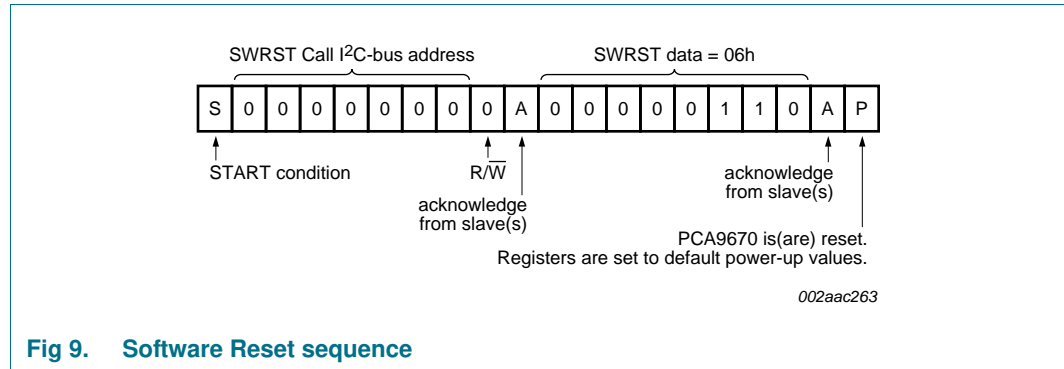 SWRST Call I2C-bus address SWRST data = 06h
S 0 0 0 0 0 0 0 0 A 0 0 0 0 0 1 1 0 A P
START condition R/W acknowledge
acknowledge from slave(s)
from slave(s)
PCA9670 is(are) reset.
Registers are set to default power-up values.
002aac263
Fig 9. Software Reset sequence